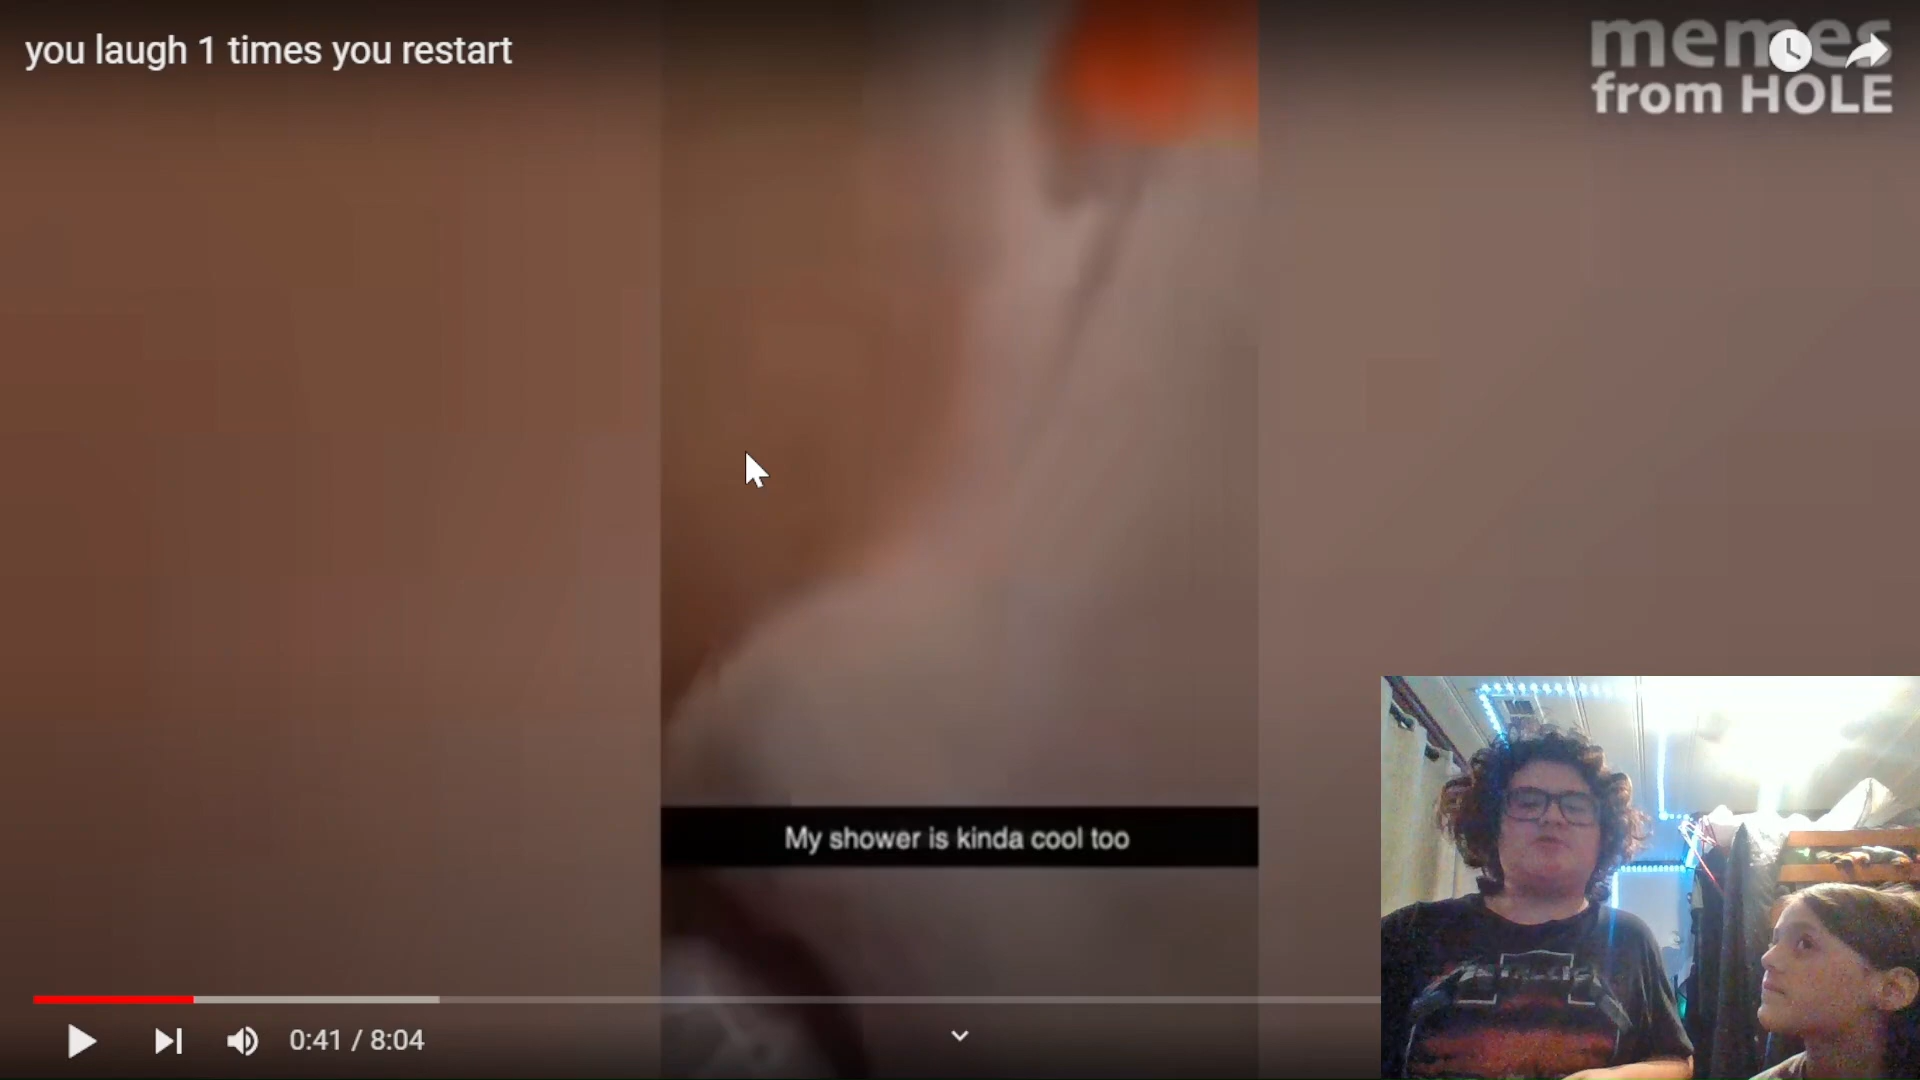 you laugh 1 times you restart
memes
from HOLE
My shower is kinda cool too
0:41 / 8:04